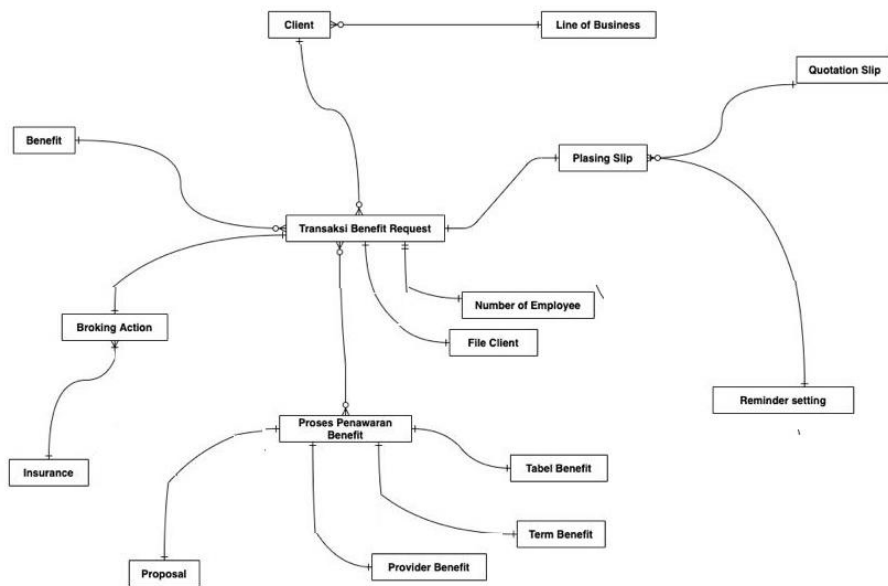 Client
Line of Business
Quotation Slip
Benefit
Plasing Slip
Transaksi Benefit Request
Number of Employee
Broking Action
File Client
Reminder setting
Proses Penawaran
Benefit
Insurance
Tabel Benefit
Term Benefit
Provider Benefit
Proposal